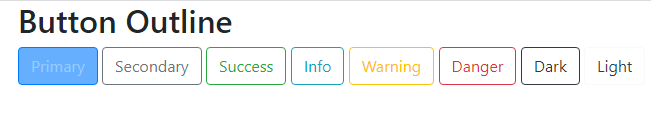 Button Outline
Primary Secondary Success Info Warning Danger Dark Light